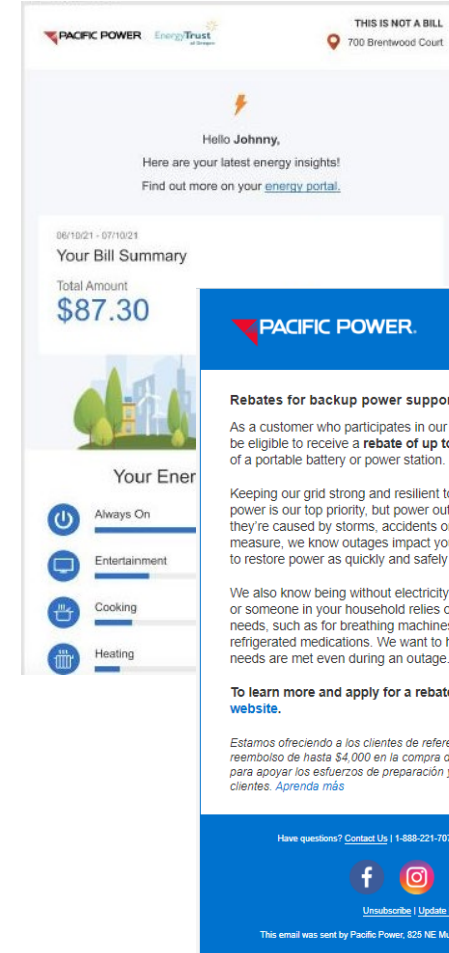 PACIFIC POWER
EnergyTrust
of Oregon
THIS IS NOT A BILL
700 Brentwood Court
Hello Johnny,
Here are your latest energy insights!
Find out more on your energy portal.
06/10/21 - 07/10/21
Your Bill Summary
Total Amount
$87.30
Your Ener
Always On
Entertainment
Cooking
Heating
PACIFIC POWER.
Rebates for backup power suppor
As a customer who participates in our
be eligible to receive a rebate of up to
of a portable battery or power station.
Keeping our grid strong and resilient to
power is our top priority, but power out
they're caused by storms, accidents or
measure, we know outages impact you
to restore power as quickly and safely
We also know being without electricity
or someone in your household relies o
needs, such as for breathing machines
refrigerated medications. We want to h
needs are met even during an outage.
To learn more and apply for a rebate
website.
Estamos ofreciendo a los clientes de refere
reembolso de hasta $4,000 en la compra d
para apoyar los esfuerzos de preparación y
clientes. Aprenda más
Have questions? Contact Us | 1-888-221-707
Unsubscribe | Update
This email was sent by Pacific Power, 825 NE Mu